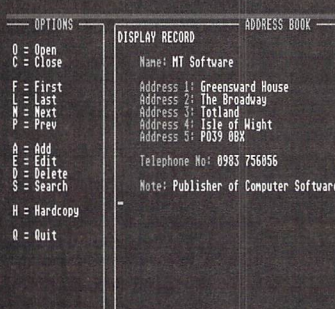 OPTIONS
O = Open
C = Close
F = First
L = Last
N = Next
P = Prev
A = Add
E = Edit
D = Delete
S = Search
H = Hardcopy
Q = Quit
ADDRESS BOOK
DISPLAY RECORD
Name: MT Software
Address 1: Greensward House
Address 2: The Broadway
Address 3: Totland
Address 4: Isle of Wight
Address 5: PO39 0BX
Telephone No: 0983 756056
Note: Publisher of Computer Software